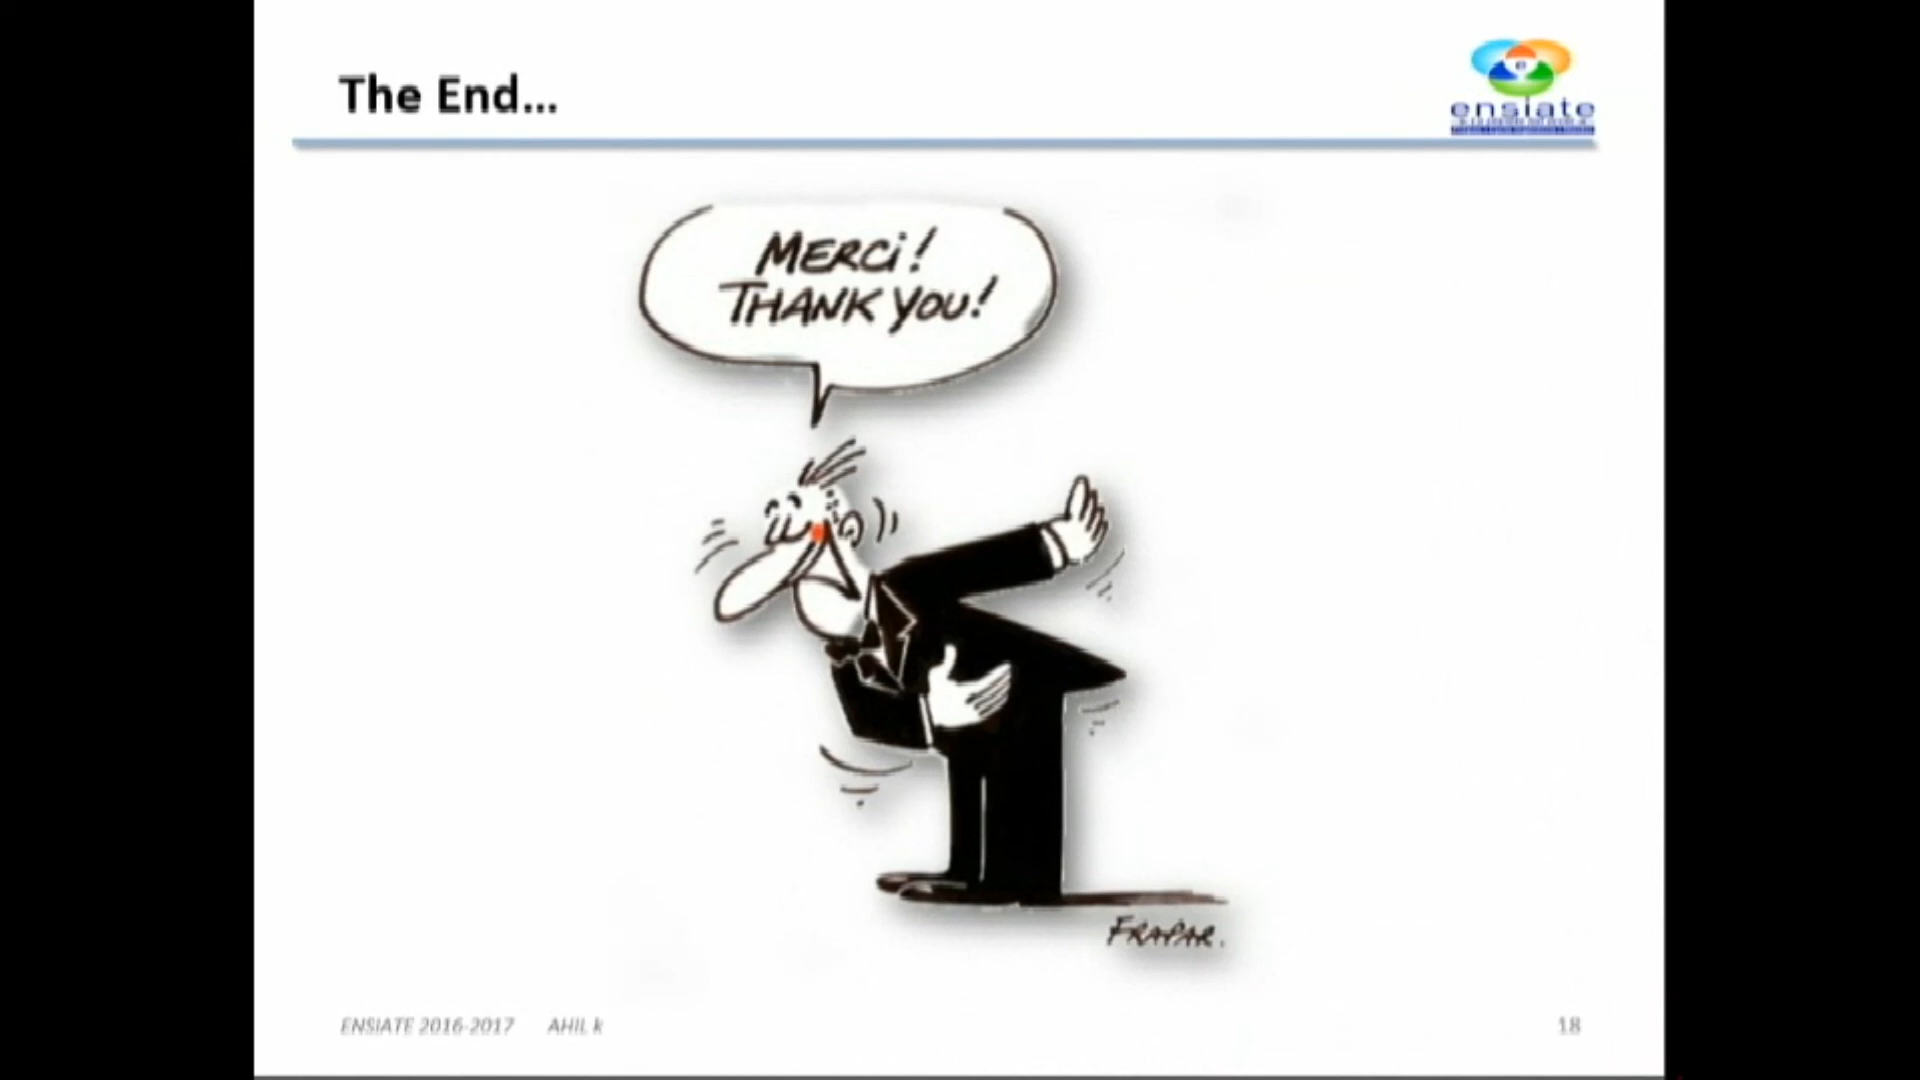 The End...
ensiate
MERCi!
THANK YOU!
FRAPAR.
ENSIATE 2016-2017 AHIL k
18